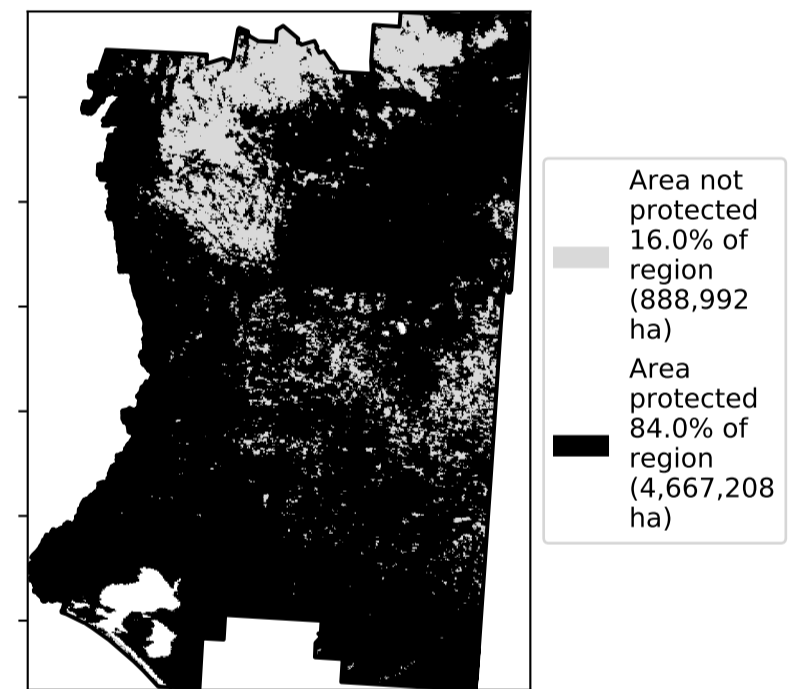 Area not
protected
16.0% of
region
(888,992
ha)
Area
protected
84.0% of
region
(4,667,208
ha)